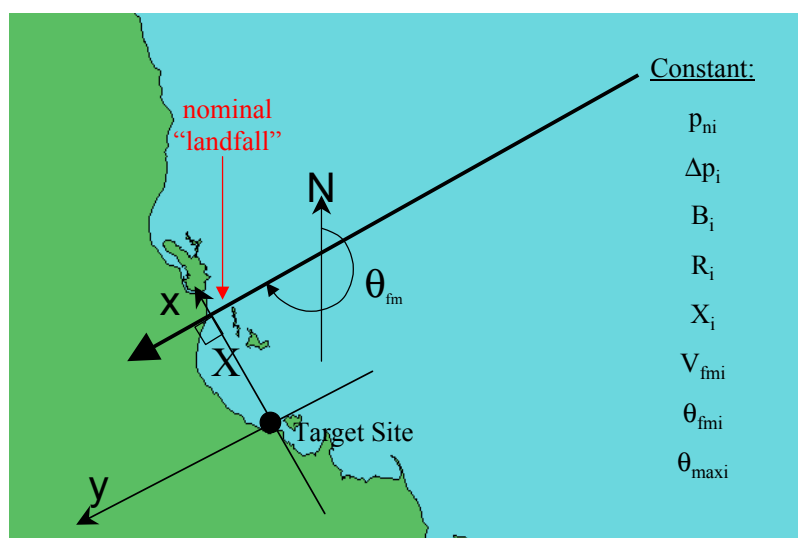 nominal
“landfall”
N
θfm
x
X
Target Site
y
Constant:
pni
Δpi
Bi
Ri
Xi
Vfmi
θfmi
θmaxi